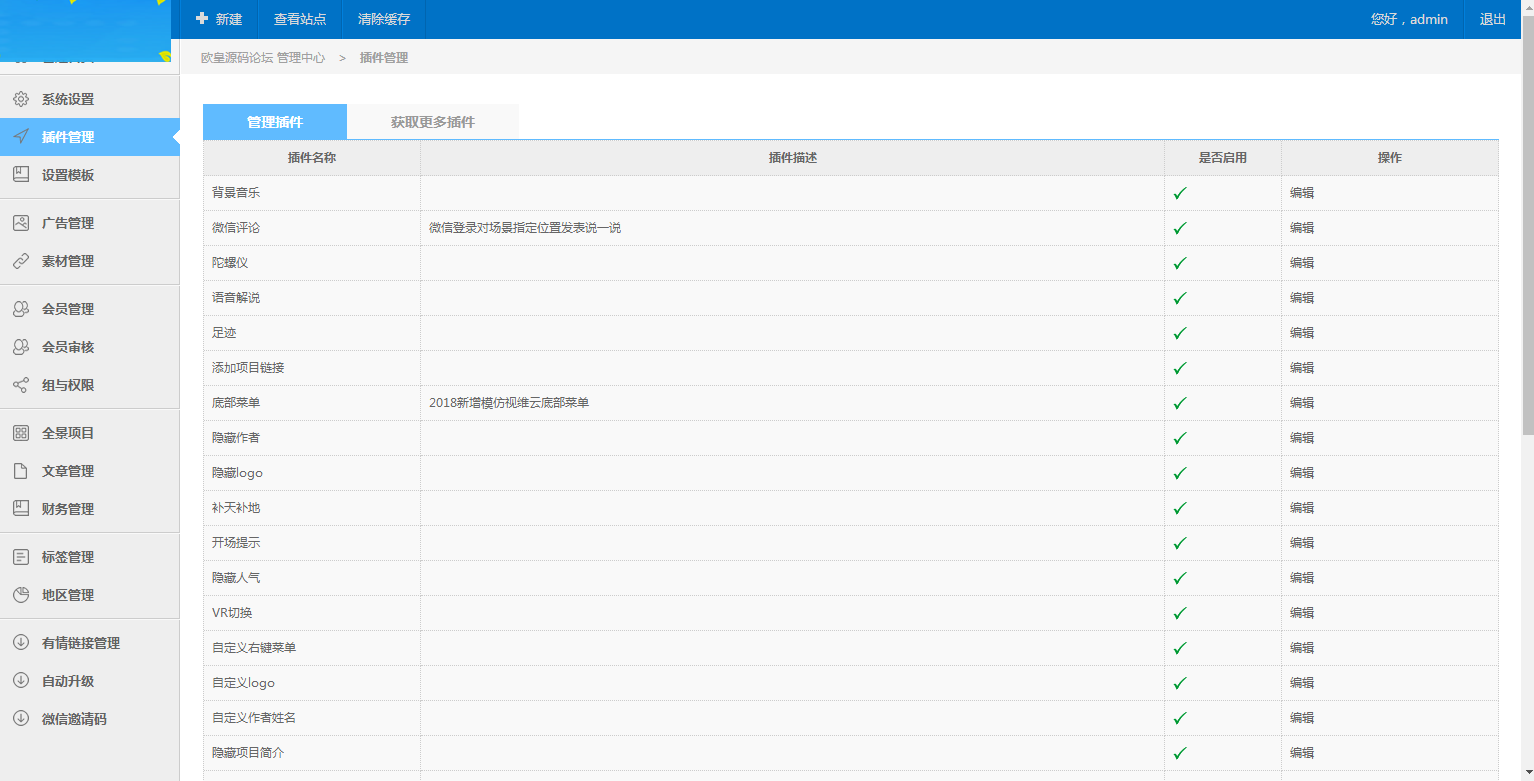 新建 查看站点 清除缓存 您好，admin 退出
欧皇源码论坛 管理中心 > 插件管理
系统设置
插件管理
设置模板
广告管理
素材管理
会员管理
会员审核
组与权限
全景项目
文章管理
财务管理
标签管理
地区管理
有情链接管理
自动升级
微信邀请码
管理插件 获取更多插件
插件名称 插件描述 是否启用 操作
背景音乐 编辑
微信评论 微信登录对场景指定位置发表说一说 编辑
陀螺仪 编辑
语音解说 编辑
足迹 编辑
添加项目链接 编辑
底部菜单 2018新增模仿视维云底部菜单 编辑
隐藏作者 编辑
隐藏logo 编辑
补天补地 编辑
开场提示 编辑
隐藏人气 编辑
VR切换 编辑
自定义右键菜单 编辑
自定义logo 编辑
自定义作者姓名 编辑
隐藏项目简介 编辑